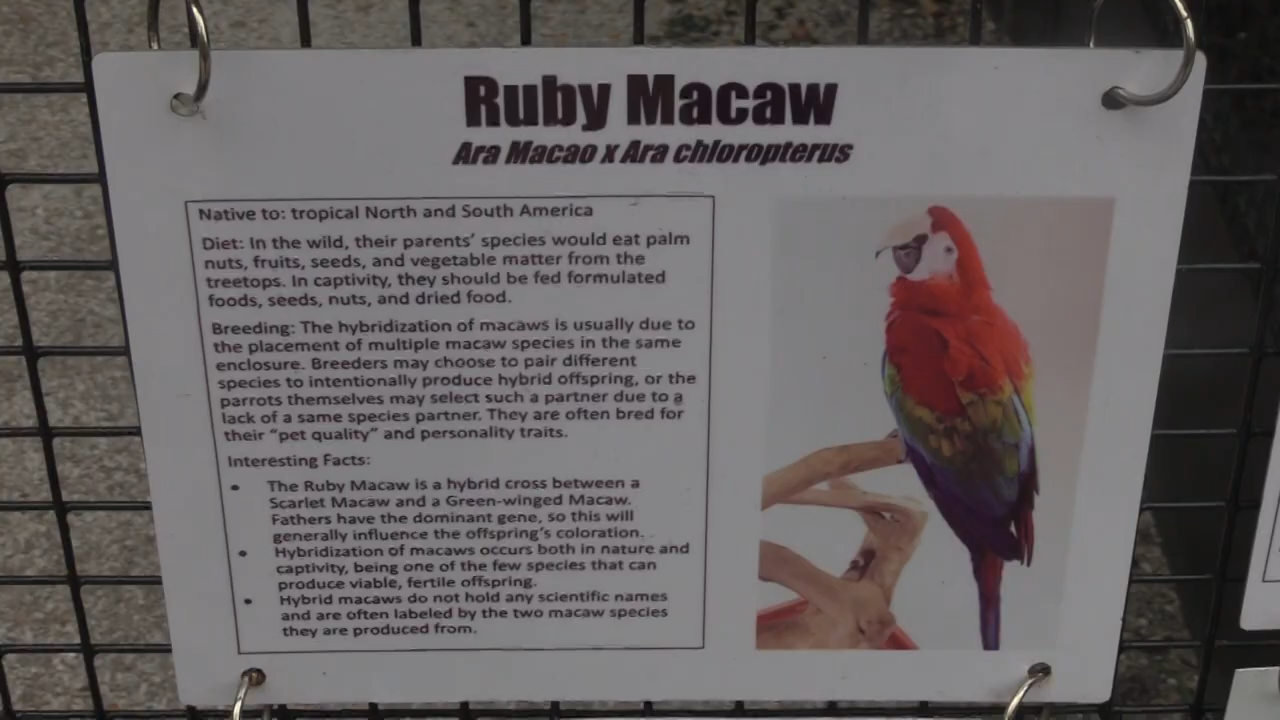 Ruby Macaw
Ara Macao x Ara chloropterus
Native to: tropical North and South America
Diet: In the wild, their parents' species would eat palm
nuts, fruits, seeds, and vegetable matter from the
treetops. In captivity, they should be fed formulated
foods, seeds, nuts, and dried food.
Breeding: The hybridization of macaws is usually due to
the placement of multiple macaw species in the same
enclosure. Breeders may choose to pair different
species to intentionally produce hybrid offspring, or the
parrots themselves may select such a partner due to a
lack of a same species partner. They are often bred for
their "pet quality" and personality traits.
Interesting Facts:
• The Ruby Macaw is a hybrid cross between a
Scarlet Macaw and a Green-winged Macaw.
Fathers have the dominant gene, so this will
generally influence the offspring's coloration.
• Hybridization of macaws occurs both in nature and
captivity, being one of the few species that can
produce viable, fertile offspring.
• Hybrid macaws do not hold any scientific names
and are often labeled by the two macaw species
they are produced from.